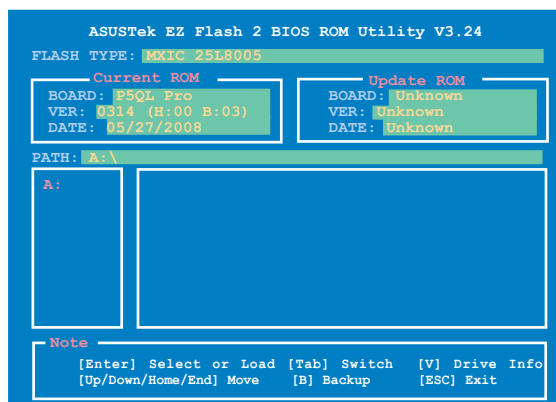 ASUSTek EZ Flash 2 BIOS ROM Utility V3.24
FLASH TYPE: MXIC 25L8005
Current ROM
BOARD: P5QL Pro
VER: 0314 (H:00 B:03)
DATE: 05/27/2008
Update ROM
BOARD: Unknown
VER: Unknown
DATE: Unknown
PATH: A:\
A:
Note
[Enter] Select or Load [Tab] Switch [V] Drive Info
[Up/Down/Home/End] Move [B] Backup [ESC] Exit